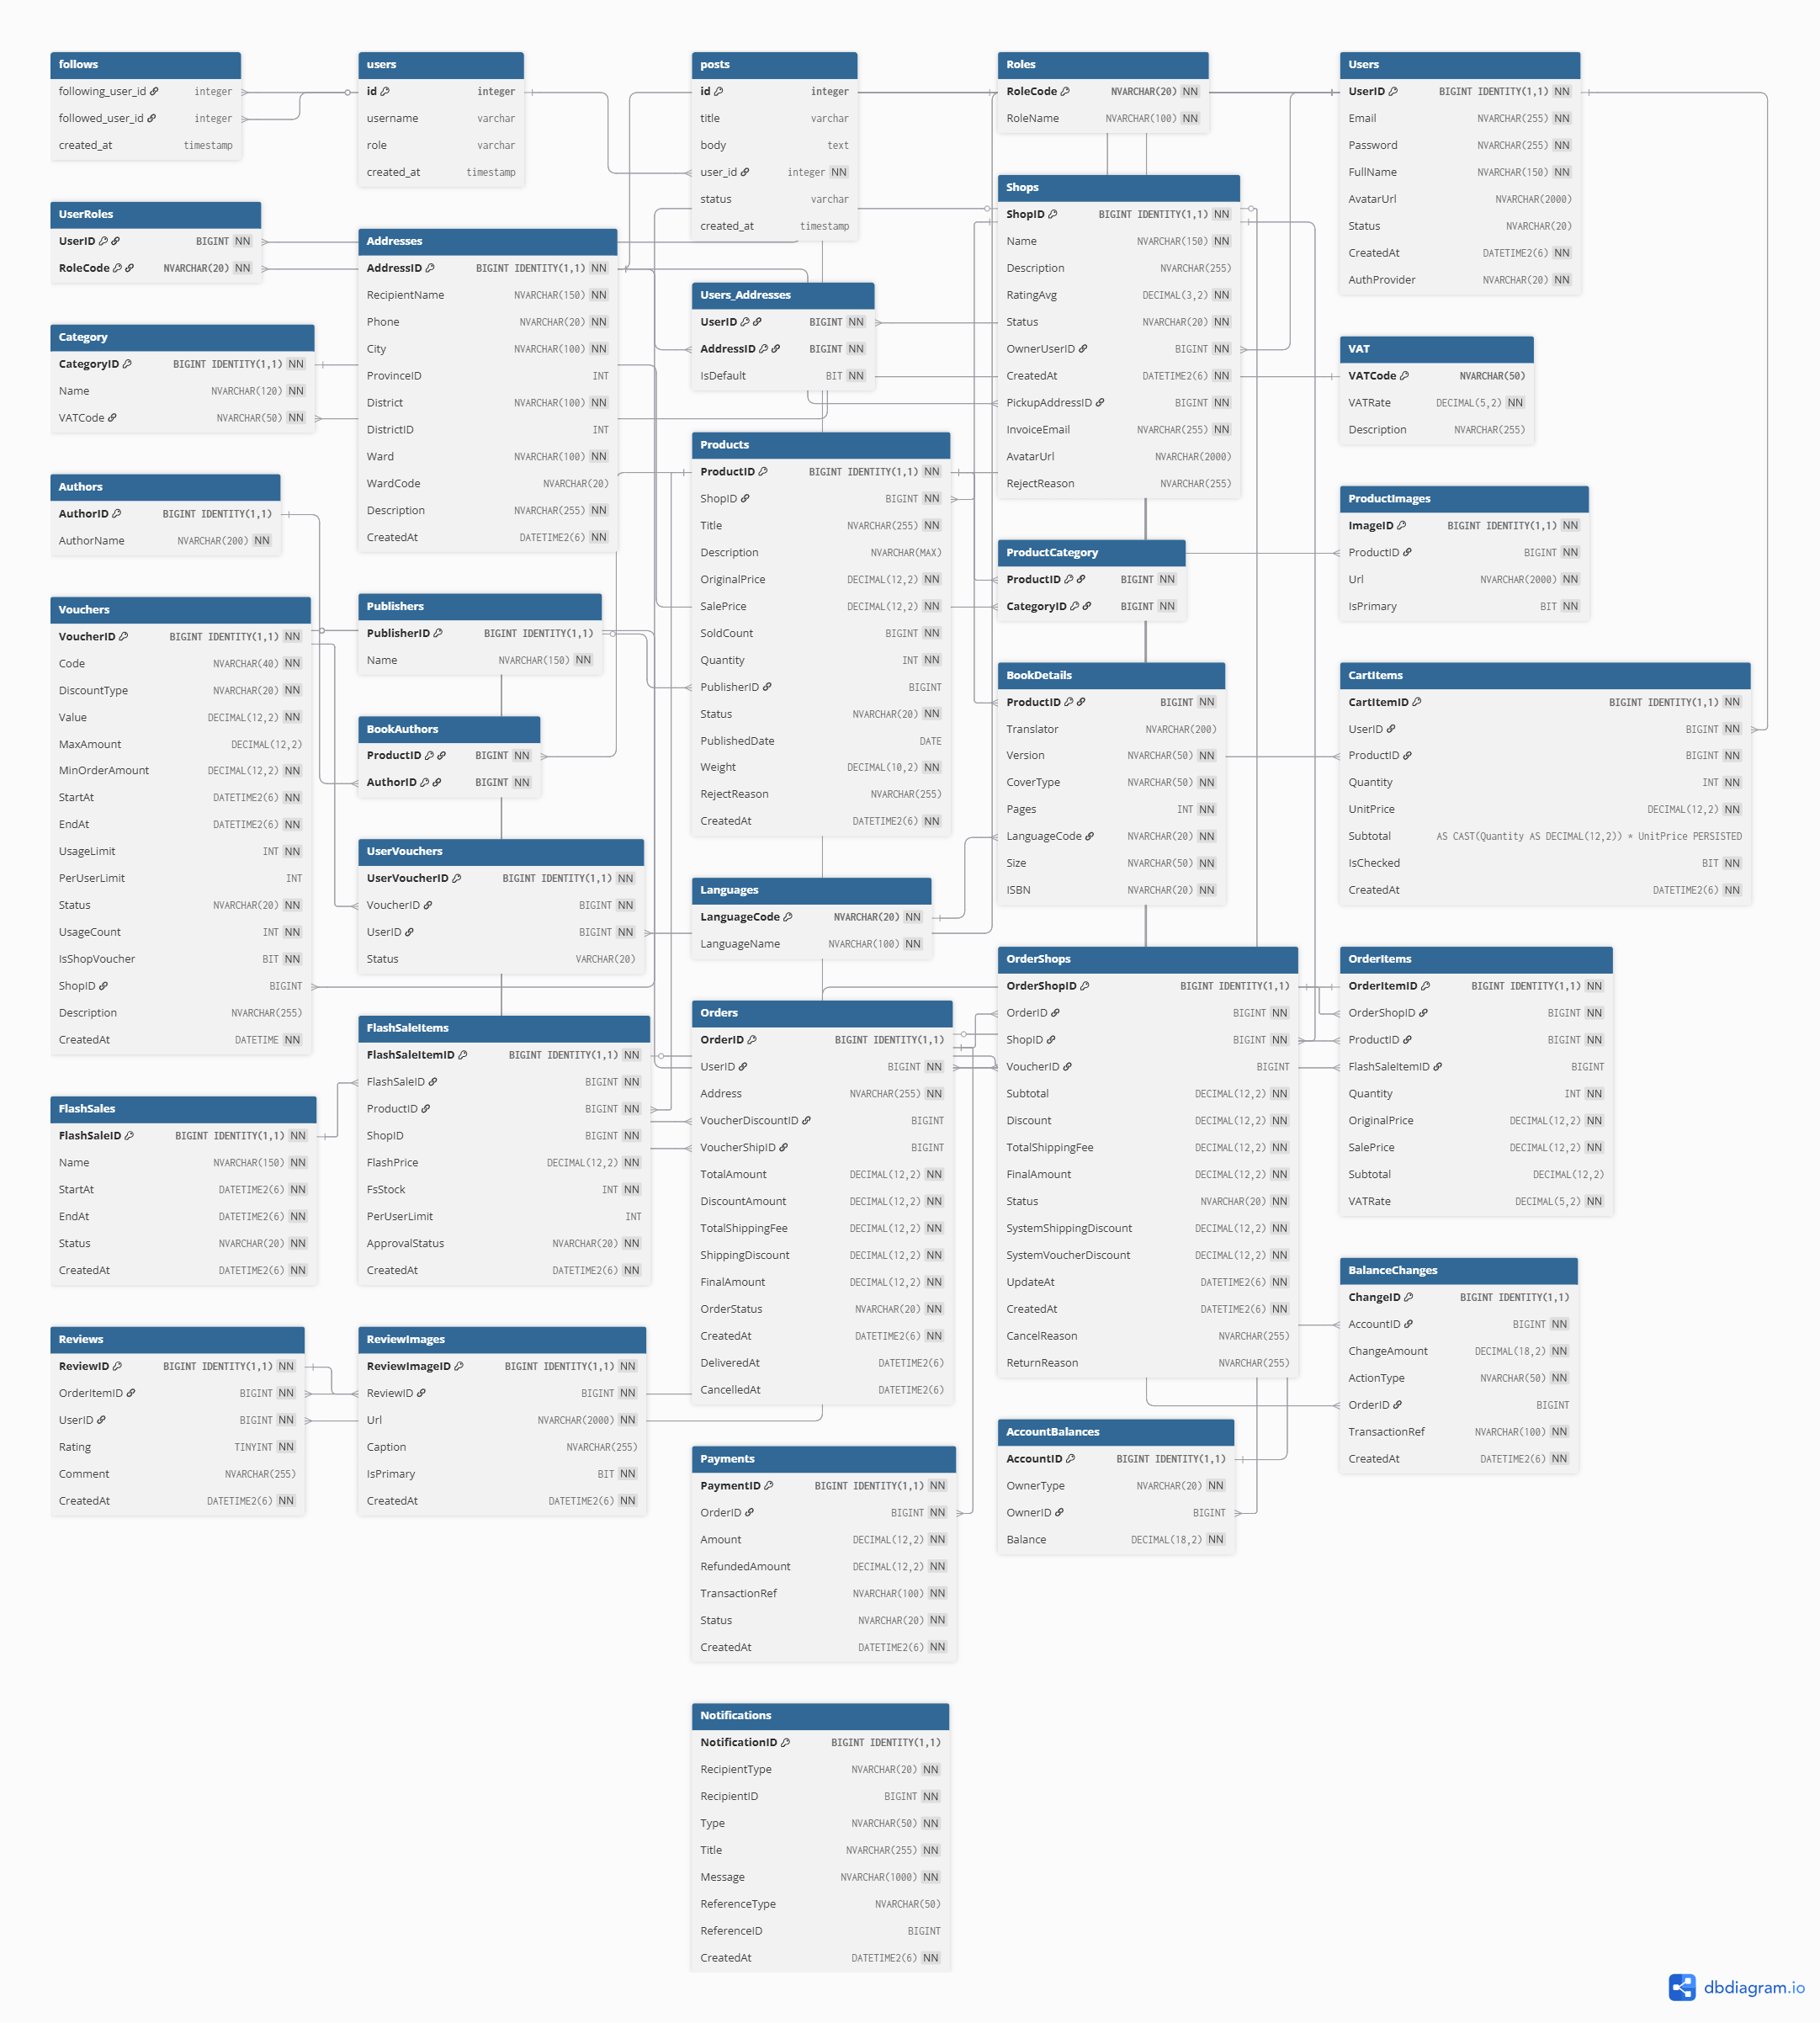 follows
following_user_id integer
followed_user_id integer
created_at timestamp
users
id integer
username varchar
role varchar
created_at timestamp
posts
id integer
title varchar
body text
user_id integer NN
status varchar
created_at timestamp
Roles
RoleCode NVARCHAR(20) NN
RoleName NVARCHAR(100) NN
Users
UserID BIGINT IDENTITY(1,1) NN
Email NVARCHAR(255) NN
Password NVARCHAR(255) NN
FullName NVARCHAR(150) NN
AvatarUrl NVARCHAR(2000)
Status NVARCHAR(20)
CreatedAt DATETIME2(6) NN
AuthProvider NVARCHAR(20) NN
UserRoles
UserID BIGINT NN
RoleCode NVARCHAR(20) NN
Addresses
AddressID BIGINT IDENTITY(1,1) NN
RecipientName NVARCHAR(150) NN
Phone NVARCHAR(20) NN
City NVARCHAR(100) NN
ProvinceID INT
District NVARCHAR(100) NN
DistrictID INT
Ward NVARCHAR(100) NN
WardCode NVARCHAR(20)
Description NVARCHAR(255) NN
CreatedAt DATETIME2(6) NN
Users_Addresses
UserID BIGINT NN
AddressID BIGINT NN
IsDefault BIT NN
Shops
ShopID BIGINT IDENTITY(1,1) NN
Name NVARCHAR(150) NN
Description NVARCHAR(255)
RatingAvg DECIMAL(3,2) NN
Status NVARCHAR(20) NN
OwnerUserID BIGINT NN
CreatedAt DATETIME2(6) NN
PickupAddressID BIGINT NN
InvoiceEmail NVARCHAR(255) NN
AvatarUrl NVARCHAR(2000)
RejectReason NVARCHAR(255)
VAT
VATCode NVARCHAR(50)
VATRate DECIMAL(5,2) NN
Description NVARCHAR(255)
Category
CategoryID BIGINT IDENTITY(1,1) NN
Name NVARCHAR(120) NN
VATCode NVARCHAR(50) NN
Authors
AuthorID BIGINT IDENTITY(1,1)
AuthorName NVARCHAR(200) NN
Products
ProductID BIGINT IDENTITY(1,1) NN
ShopID BIGINT NN
Title NVARCHAR(255) NN
Description NVARCHAR(MAX)
OriginalPrice DECIMAL(12,2) NN
SalePrice DECIMAL(12,2) NN
SoldCount BIGINT NN
Quantity INT NN
PublisherID BIGINT
Status NVARCHAR(20) NN
PublishedDate DATE
Weight DECIMAL(10,2) NN
RejectReason NVARCHAR(255)
CreatedAt DATETIME2(6) NN
ProductCategory
ProductID BIGINT NN
CategoryID BIGINT NN
ProductImages
ImageID BIGINT IDENTITY(1,1) NN
ProductID BIGINT NN
Url NVARCHAR(2000) NN
IsPrimary BIT NN
Vouchers
VoucherID BIGINT IDENTITY(1,1) NN
Code NVARCHAR(40) NN
DiscountType NVARCHAR(20) NN
Value DECIMAL(12,2) NN
MaxAmount DECIMAL(12,2)
MinOrderAmount DECIMAL(12,2) NN
StartAt DATETIME2(6) NN
EndAt DATETIME2(6) NN
UsageLimit INT NN
PerUserLimit INT
Status NVARCHAR(20) NN
UsageCount INT NN
IsShopVoucher BIT NN
ShopID BIGINT
Description NVARCHAR(255)
CreatedAt DATETIME NN
Publishers
PublisherID BIGINT IDENTITY(1,1)
Name NVARCHAR(150) NN
BookAuthors
ProductID BIGINT NN
AuthorID BIGINT NN
BookDetails
ProductID BIGINT NN
Translator NVARCHAR(200)
Version NVARCHAR(50) NN
CoverType NVARCHAR(50) NN
Pages INT NN
LanguageCode NVARCHAR(20) NN
Size NVARCHAR(50) NN
ISBN NVARCHAR(20) NN
CartItems
CartItemID BIGINT IDENTITY(1,1) NN
UserID BIGINT NN
ProductID BIGINT NN
Quantity INT NN
UnitPrice DECIMAL(12,2) NN
Subtotal AS CAST(Quantity AS DECIMAL(12,2)) * UnitPrice PERSISTED
IsChecked BIT NN
CreatedAt DATETIME2(6) NN
UserVouchers
UserVoucherID BIGINT IDENTITY(1,1) NN
VoucherID BIGINT NN
UserID BIGINT NN
Status VARCHAR(20)
Languages
LanguageCode NVARCHAR(20) NN
LanguageName NVARCHAR(100) NN
FlashSales
FlashSaleID BIGINT IDENTITY(1,1) NN
Name NVARCHAR(150) NN
StartAt DATETIME2(6) NN
EndAt DATETIME2(6) NN
Status NVARCHAR(20) NN
CreatedAt DATETIME2(6) NN
FlashSaleItems
FlashSaleItemID BIGINT IDENTITY(1,1) NN
FlashSaleID BIGINT NN
ProductID BIGINT NN
ShopID BIGINT NN
FlashPrice DECIMAL(12,2) NN
FsStock INT NN
PerUserLimit INT
ApprovalStatus NVARCHAR(20) NN
CreatedAt DATETIME2(6) NN
Orders
OrderID BIGINT IDENTITY(1,1)
UserID BIGINT NN
Address NVARCHAR(255) NN
VoucherDiscountID BIGINT
VoucherShipID BIGINT
TotalAmount DECIMAL(12,2) NN
DiscountAmount DECIMAL(12,2) NN
TotalShippingFee DECIMAL(12,2) NN
ShippingDiscount DECIMAL(12,2) NN
FinalAmount DECIMAL(12,2) NN
OrderStatus NVARCHAR(20) NN
CreatedAt DATETIME2(6) NN
DeliveredAt DATETIME2(6)
CancelledAt DATETIME2(6)
OrderShops
OrderShopID BIGINT IDENTITY(1,1)
OrderID BIGINT NN
ShopID BIGINT NN
VoucherID BIGINT
Subtotal DECIMAL(12,2) NN
Discount DECIMAL(12,2) NN
TotalShippingFee DECIMAL(12,2) NN
FinalAmount DECIMAL(12,2) NN
Status NVARCHAR(20) NN
SystemShippingDiscount DECIMAL(12,2) NN
SystemVoucherDiscount DECIMAL(12,2) NN
UpdateAt DATETIME2(6) NN
CreatedAt DATETIME2(6) NN
CancelReason NVARCHAR(255)
ReturnReason NVARCHAR(255)
OrderItems
OrderItemID BIGINT IDENTITY(1,1) NN
OrderShopID BIGINT NN
ProductID BIGINT NN
FlashSaleItemID BIGINT
Quantity INT NN
OriginalPrice DECIMAL(12,2) NN
SalePrice DECIMAL(12,2) NN
Subtotal DECIMAL(12,2)
VATRate DECIMAL(5,2) NN
BalanceChanges
ChangeID BIGINT IDENTITY(1,1)
AccountID BIGINT NN
ChangeAmount DECIMAL(18,2) NN
ActionType NVARCHAR(50) NN
OrderID BIGINT
TransactionRef NVARCHAR(100) NN
CreatedAt DATETIME2(6) NN
Reviews
ReviewID BIGINT IDENTITY(1,1) NN
OrderItemID BIGINT NN
UserID BIGINT NN
Rating TINYINT NN
Comment NVARCHAR(255)
CreatedAt DATETIME2(6) NN
ReviewImages
ReviewImageID BIGINT IDENTITY(1,1) NN
ReviewID BIGINT NN
Url NVARCHAR(2000) NN
Caption NVARCHAR(255)
IsPrimary BIT NN
CreatedAt DATETIME2(6) NN
Payments
PaymentID BIGINT IDENTITY(1,1) NN
OrderID BIGINT NN
Amount DECIMAL(12,2) NN
RefundedAmount DECIMAL(12,2) NN
TransactionRef NVARCHAR(100) NN
Status NVARCHAR(20) NN
CreatedAt DATETIME2(6) NN
AccountBalances
AccountID BIGINT IDENTITY(1,1)
OwnerType NVARCHAR(20) NN
OwnerID BIGINT
Balance DECIMAL(18,2) NN
Notifications
NotificationID BIGINT IDENTITY(1,1)
RecipientType NVARCHAR(20) NN
RecipientID BIGINT NN
Type NVARCHAR(50) NN
Title NVARCHAR(255) NN
Message NVARCHAR(1000) NN
ReferenceType NVARCHAR(50)
ReferenceID BIGINT
CreatedAt DATETIME2(6) NN
dbdiagram.io